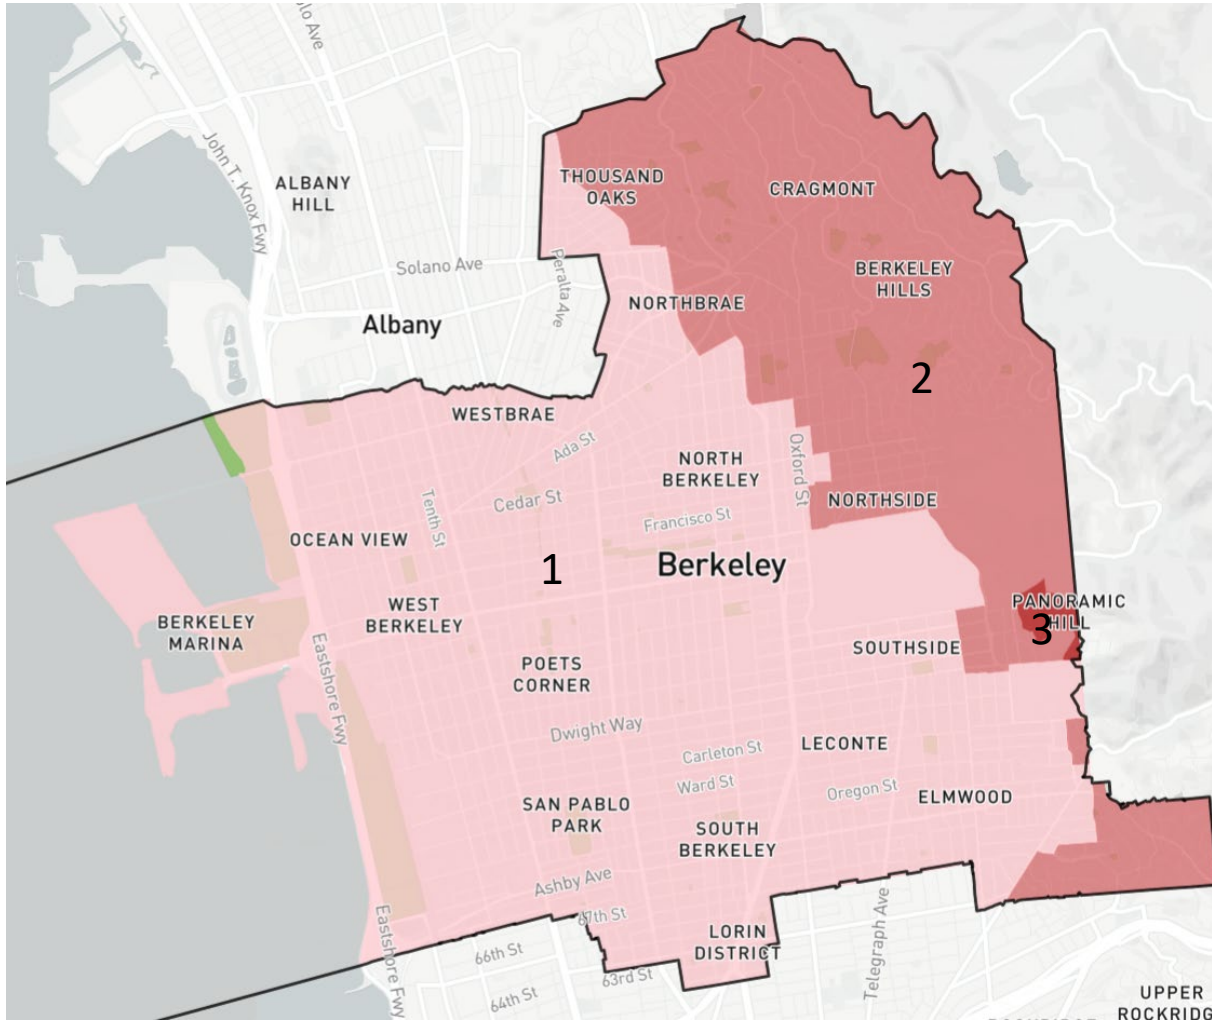 lo Ave
John T. Knox Fwy
ALBANY
HILL
THOUSAND
OAKS
CRAGMONT
Solano Ave
Peralta Ave
BERKELEY
HILLS
NORTHBRAE
Albany
2
WESTBRAE
Ada St
NORTH
BERKELEY
Oxford St
Cedar St
Tenth St
NORTHSIDE
Francisco St
OCEAN VIEW
1
Berkeley
WEST
BERKELEY
PANORAMIC
HILL
3
BERKELEY
MARINA
Eastshore Fwy
SOUTHSIDE
POETS
CORNER
Dwight Way
Carleton St
LECONTE
Ward St
Oregon St
ELMWOOD
SAN PABLO
PARK
SOUTH
BERKELEY
Ashby Ave
67th St
Eastshore Fwy
LORIN
DISTRICT
Telegraph Ave
66th St
63rd St
64th St
UPPER
ROCKRIDG